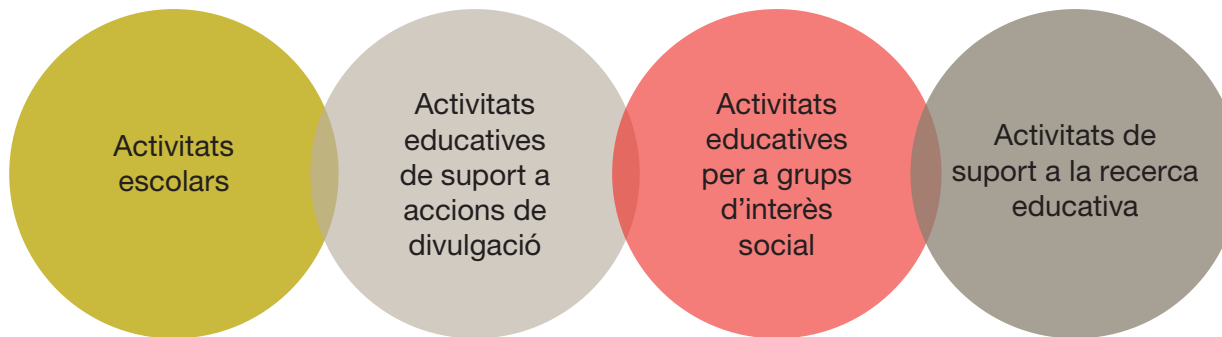 Activitats
escolars
Activitats
educatives
de suport a
accions de
divulgació
Activitats
educatives
per a grups
d’interès
social
Activitats de
suport a la recerca
educativa